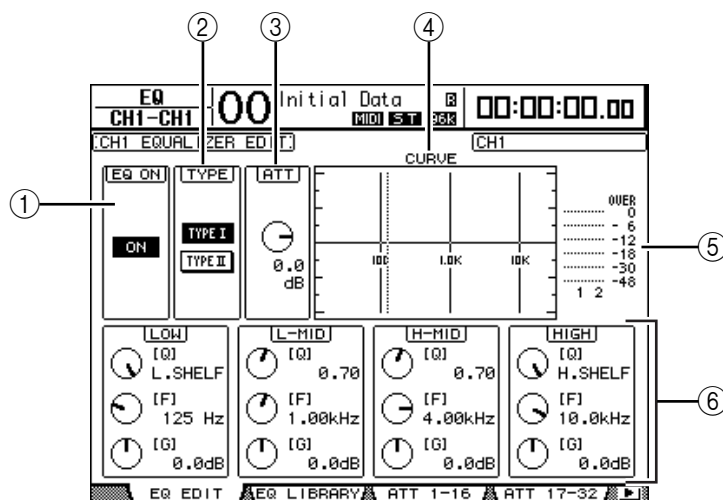 ① ② ③ ④ ⑤ ⑥
EQ
CH1-CH1
00 Initial Data R
MIDI ST 96K
00:00:00.00
CH1 EQUALIZER EDIT
CH1
EQ ON
TYPE
ATT
CURVE
ON
TYPE I
TYPE II
0.0
dB
100 1.0K 10K
OVER
0
-6
-12
-18
-30
-48
1 2
LOW
[Q]
L.SHELF
[F]
125 Hz
[G]
0.0dB
L-MID
[Q]
0.70
[F]
1.00kHz
[G]
0.0dB
H-MID
[Q]
0.70
[F]
4.00kHz
[G]
0.0dB
HIGH
[Q]
H.SHELF
[F]
10.0kHz
[G]
0.0dB
EQ EDIT
EQ LIBRARY
ATT 1-16
ATT 17-32